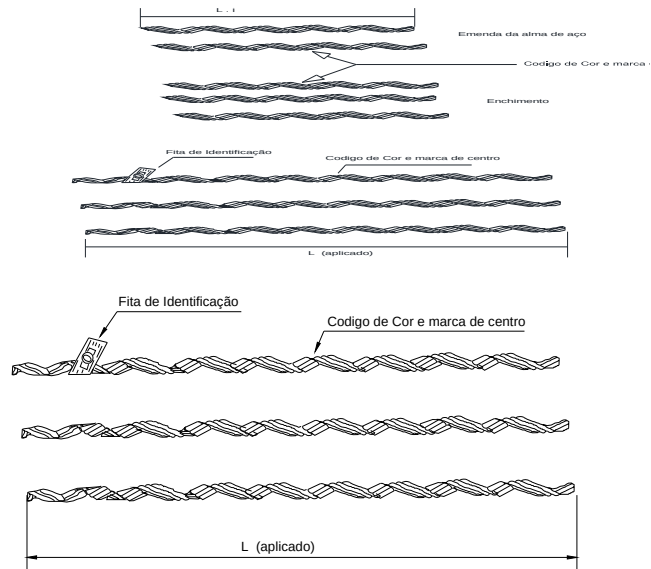 L . I
Emenda da alma de aço
Codigo de Cor e marca
Enchimento
Fita de Identificação
Codigo de Cor e marca de centro
L (aplicado)
Fita de Identificação
Codigo de Cor e marca de centro
L (aplicado)